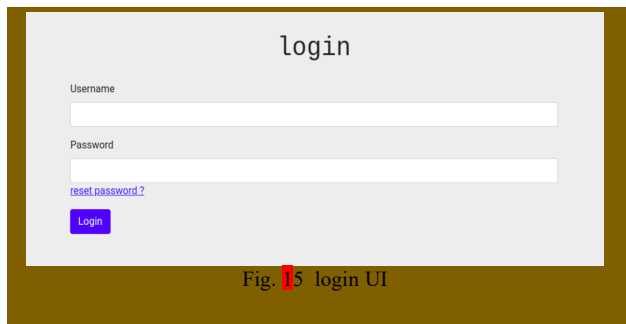 login
Username
Password
reset password ?
Login
Fig. 15 login UI